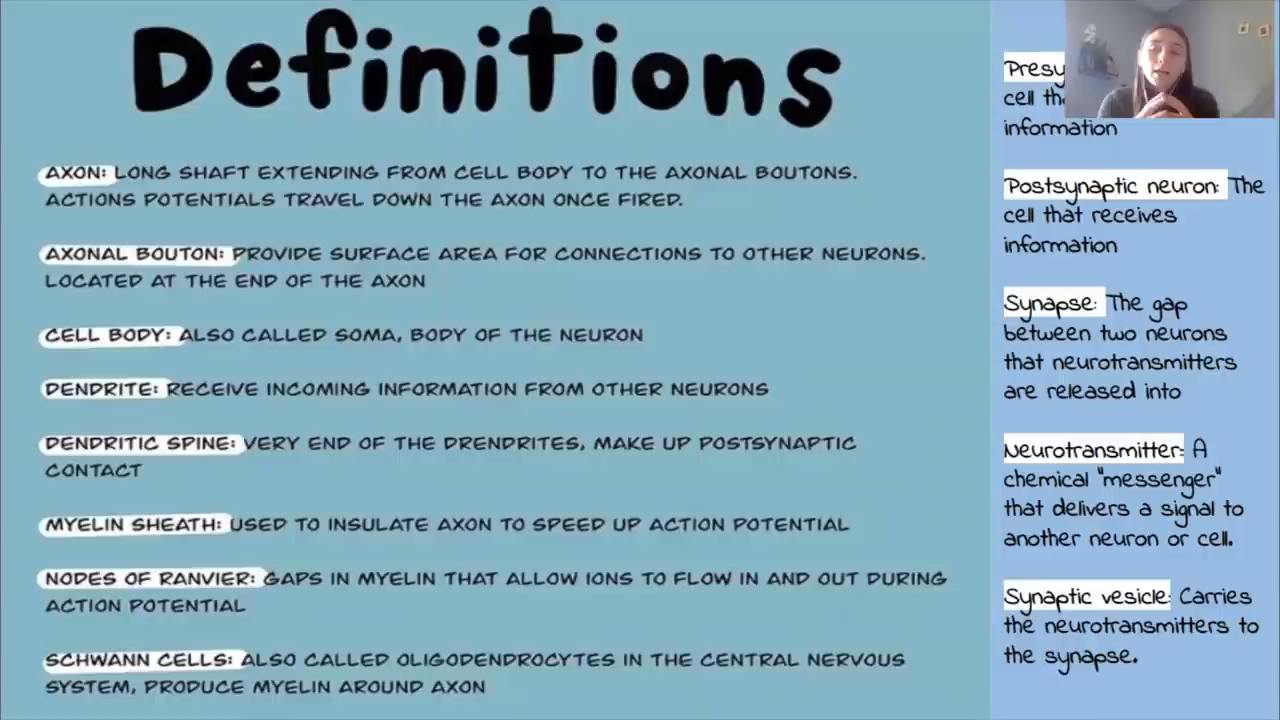 Definitions
AXON: LONG SHAFT EXTENDING FROM CELL BODY TO THE AXONAL BOUTONS.
ACTIONS POTENTIALS TRAVEL DOWN THE AXON ONCE FIRED.
AXONAL BOUTON: PROVIDE SURFACE AREA FOR CONNECTIONS TO OTHER NEURONS.
LOCATED AT THE END OF THE AXON
CELL BODY: ALSO CALLED SOMA, BODY OF THE NEURON
DENDRITE: RECEIVE INCOMING INFORMATION FROM OTHER NEURONS
DENDRITIC SPINE: VERY END OF THE DRENDRITES, MAKE UP POSTSYNAPTIC
CONTACT
MYELIN SHEATH: USED TO INSULATE AXON TO SPEED UP ACTION POTENTIAL
NODES OF RANVIER: GAPS IN MYELIN THAT ALLOW IONS TO FLOW IN AND OUT DURING
ACTION POTENTIAL
SCHWANN CELLS: ALSO CALLED OLIGODENDROCYTES IN THE CENTRAL NERVOUS
SYSTEM, PRODUCE MYELIN AROUND AXON
cell
information
Postsynaptic neuron: The
cell that receives
information
Synapse: The gap
between two neurons
that neurotransmitters
are released into
Neurotransmitter: A
chemical "messenger"
that delivers a signal to
another neuron or cell.
Synaptic vesicle: Carries
the neurotransmitters to
the synapse.